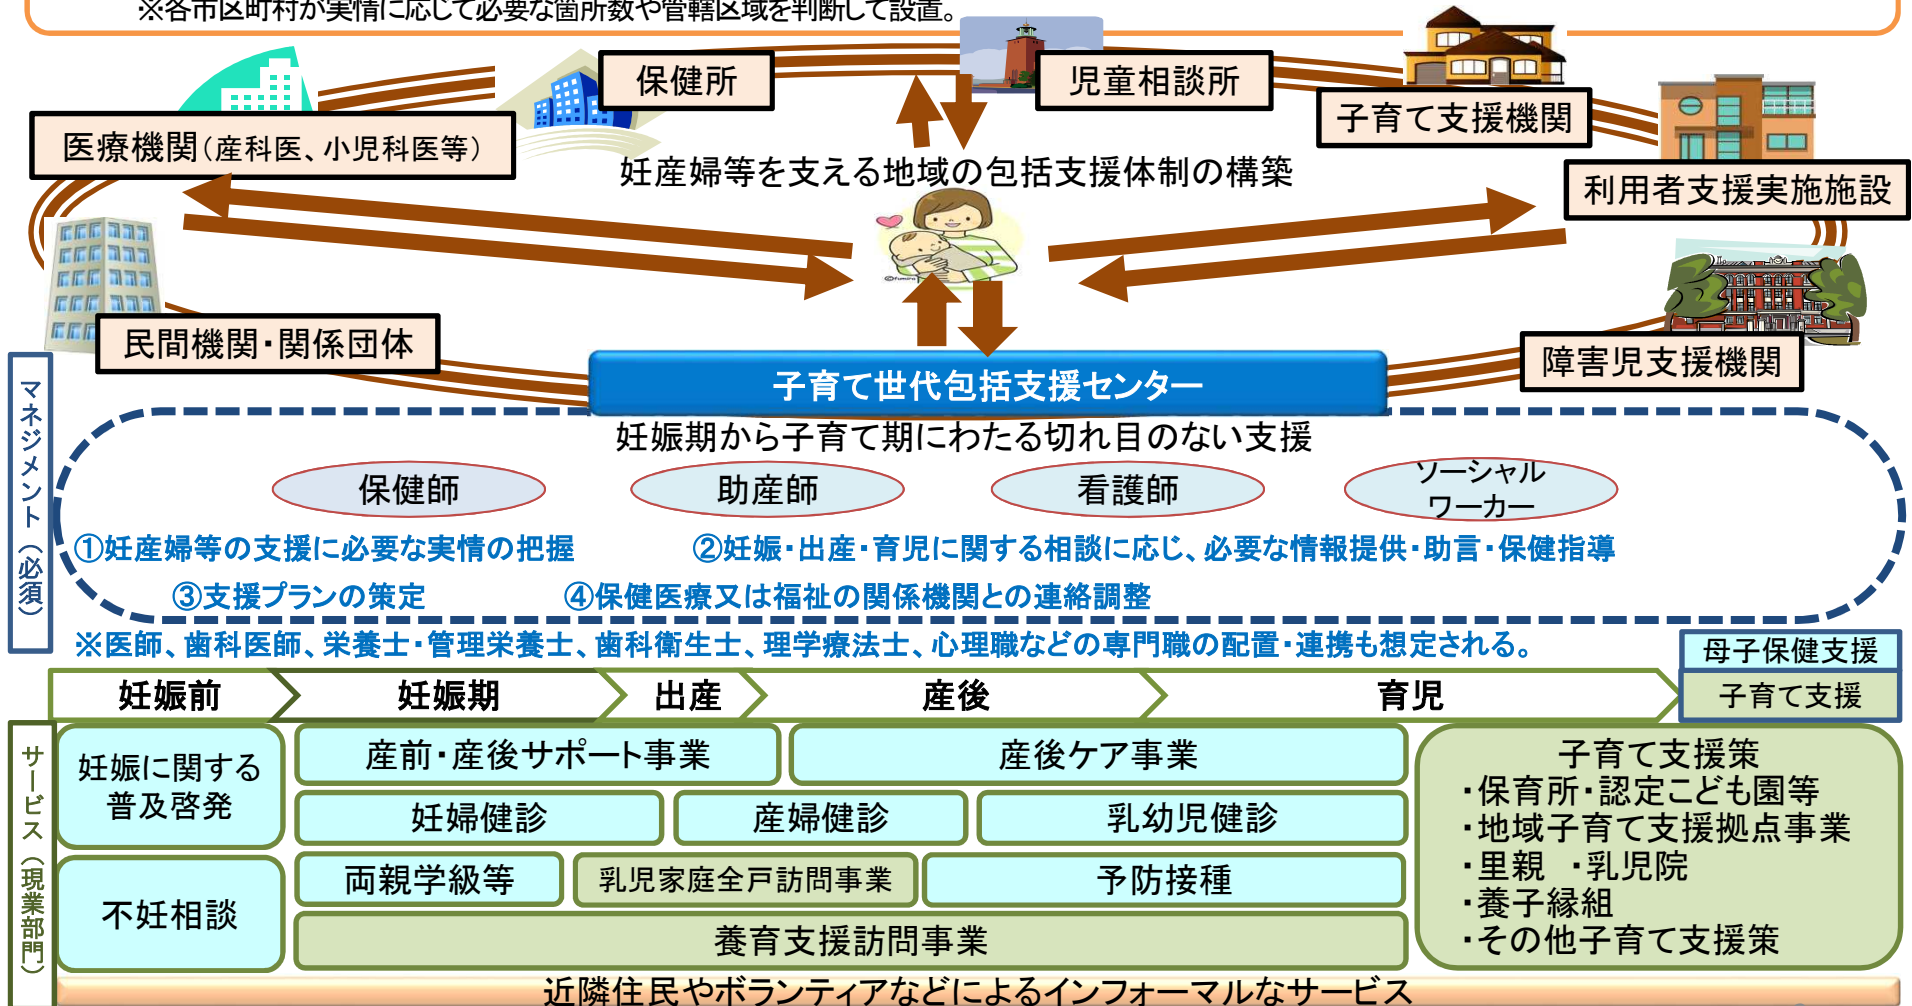 ※各市区町村が実情に応じて必要な箇所数や管轄区域を判断して設置。
保健所
児童相談所
子育て支援機関
医療機関(産科医、小児科医等)
利用者支援実施施設
妊産婦等を支える地域の包括支援体制の構築
民間機関・関係団体
障害児支援機関
子育て世代包括支援センター
マネジメント(必須)
妊娠期から子育て期にわたる切れ目のない支援
保健師
助産師
看護師
ソーシャル
ワーカー
①妊産婦等の支援に必要な実情の把握
②妊娠・出産・育児に関する相談に応じ、必要な情報提供・助言・保健指導
③支援プランの策定
④保健医療又は福祉の関係機関との連絡調整
※医師、歯科医師、栄養士・管理栄養士、歯科衛生士、理学療法士、心理職などの専門職の配置・連携も想定される。
母子保健支援
子育て支援
妊娠前
妊娠期
出産
産後
育児
サービス(現業部門)
妊娠に関する
普及啓発
不妊相談
産前・産後サポート事業
産後ケア事業
妊婦健診
産婦健診
乳幼児健診
両親学級等
乳児家庭全戸訪問事業
予防接種
養育支援訪問事業
子育て支援策
・保育所・認定こども園等
・地域子育て支援拠点事業
・里親 ・乳児院
・養子縁組
・その他子育て支援策
近隣住民やボランティアなどによるインフォーマルなサービス